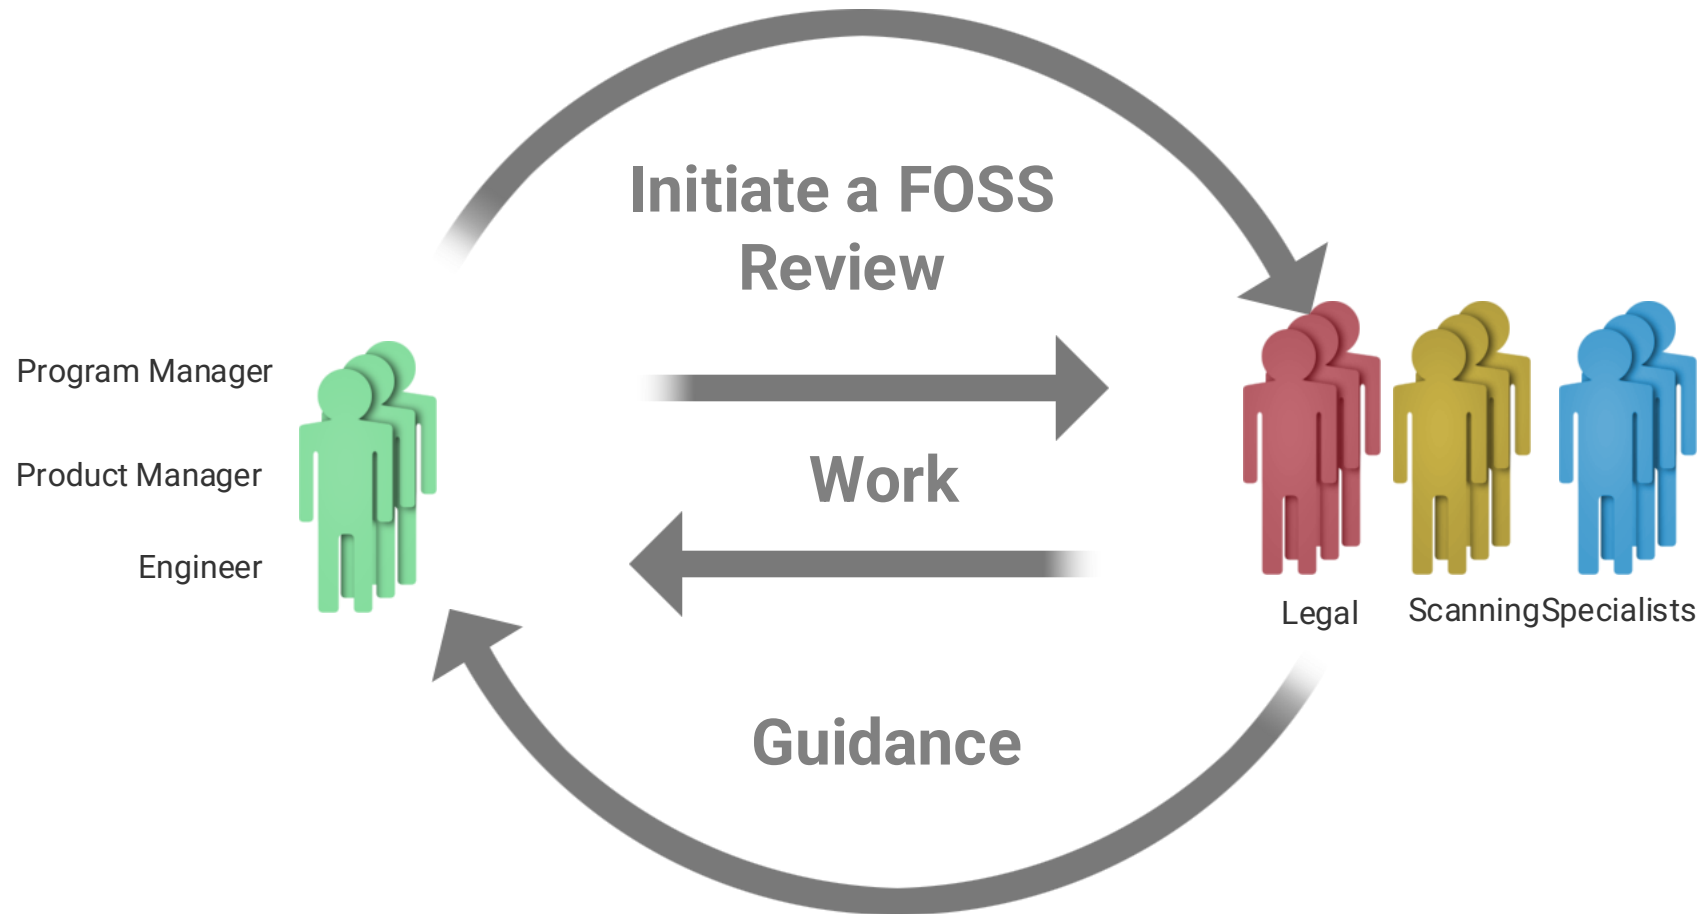 Initiate a FOSS
Review
Program Manager
Work
Product Manager
Engineer
Legal
Scanning
Specialists
Guidance